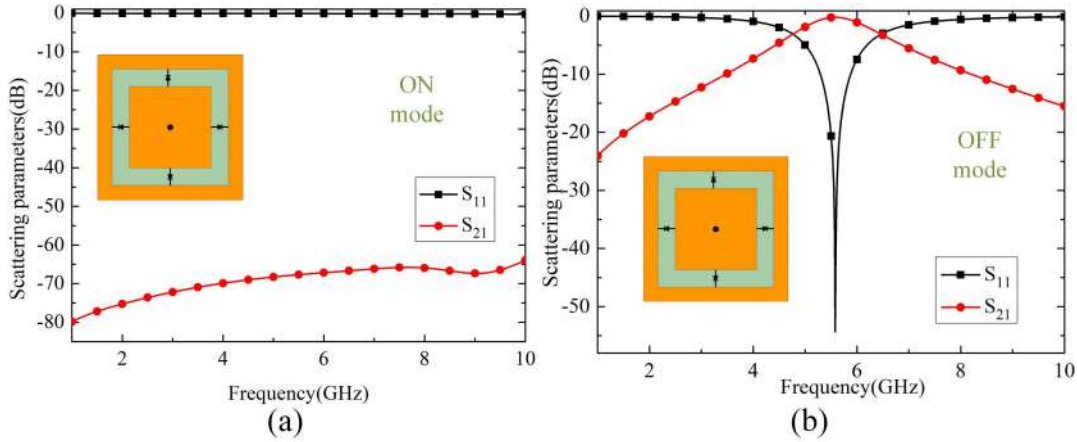 0
-10
-20
-30
-40
-50
-60
-70
-80
Scattering parameters(dB)
ON
mode
S11
S21
2
4
6
8
10
Frequency(GHz)
(a)
0
-10
-20
-30
-40
-50
Scattering parameters(dB)
OFF
mode
S11
S21
2
4
6
8
10
Frequency(GHz)
(b)